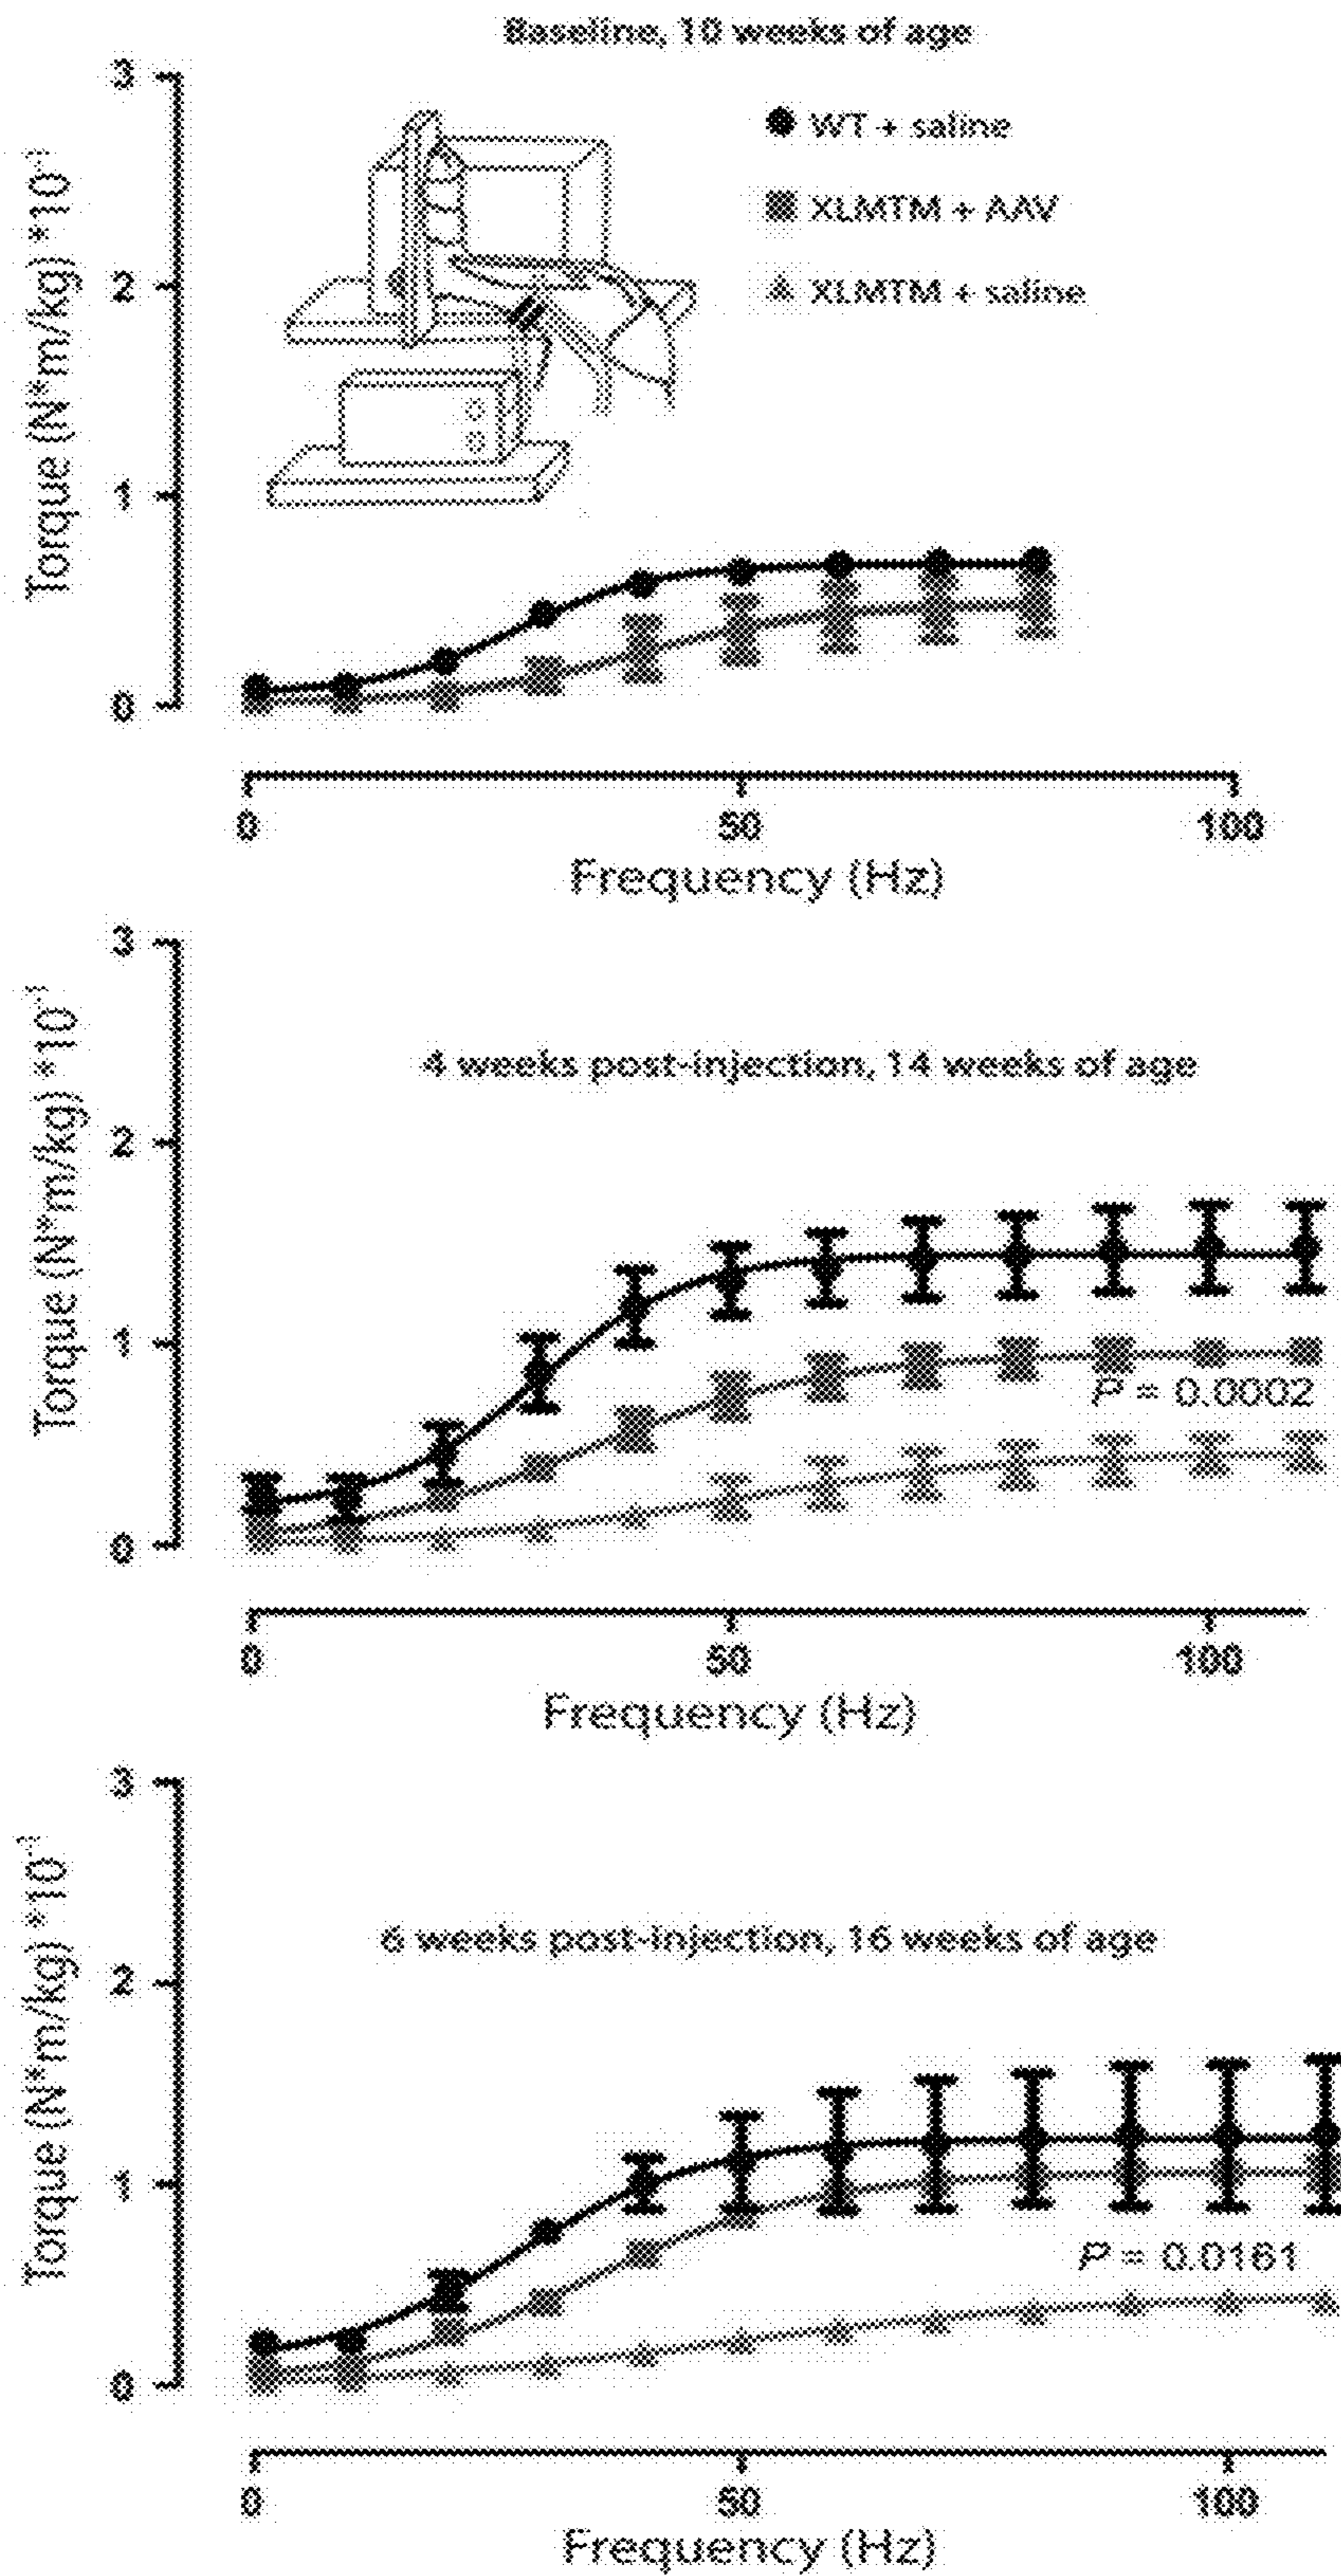 Baseline, 10 weeks of age
3
2
1
0
Torque (N*m/kg) *10⁻¹
WT + saline
XLMTM + AAV
XLMTM + saline
0 50 100
Frequency (Hz)
4 weeks post-injection, 14 weeks of age
3
2
1
0
Torque (N*m/kg) *10⁻¹
P = 0.0002
0 50 100
Frequency (Hz)
6 weeks post-injection, 16 weeks of age
3
2
1
0
Torque (N*m/kg) *10⁻¹
P = 0.0161
0 50 100
Frequency (Hz)